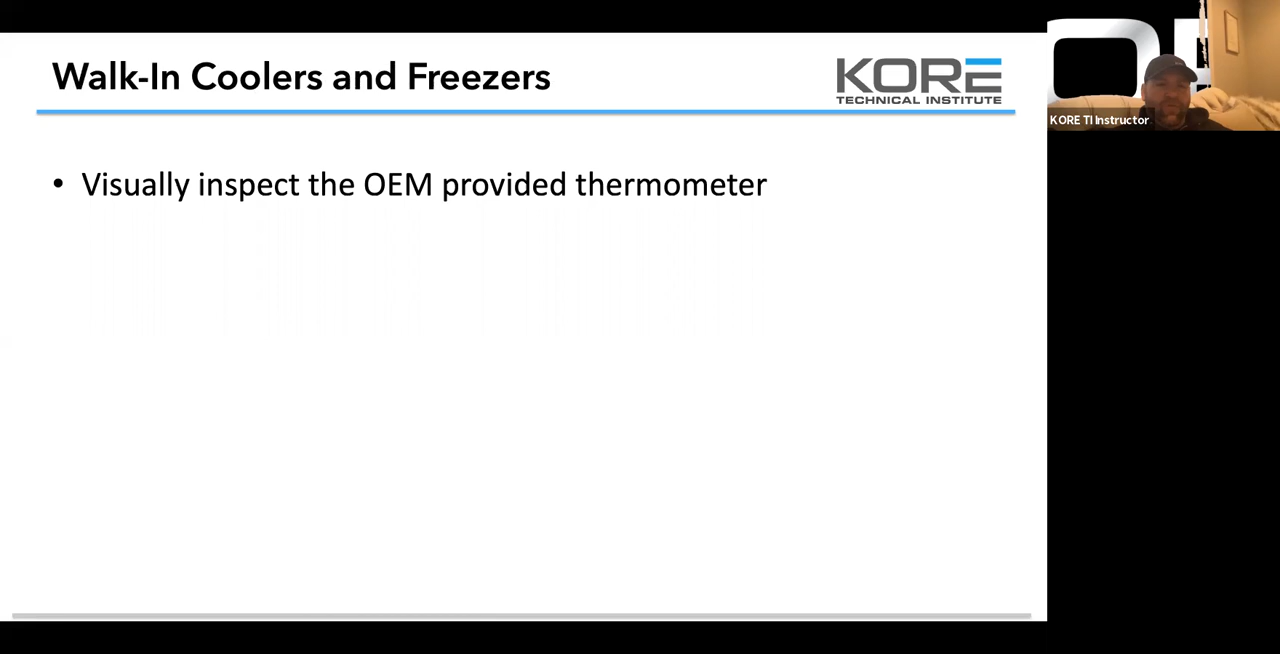 Walk-In Coolers and Freezers
KORE
TECHNICAL INSTITUTE
• Visually inspect the OEM provided thermometer
KORE TI Instructor